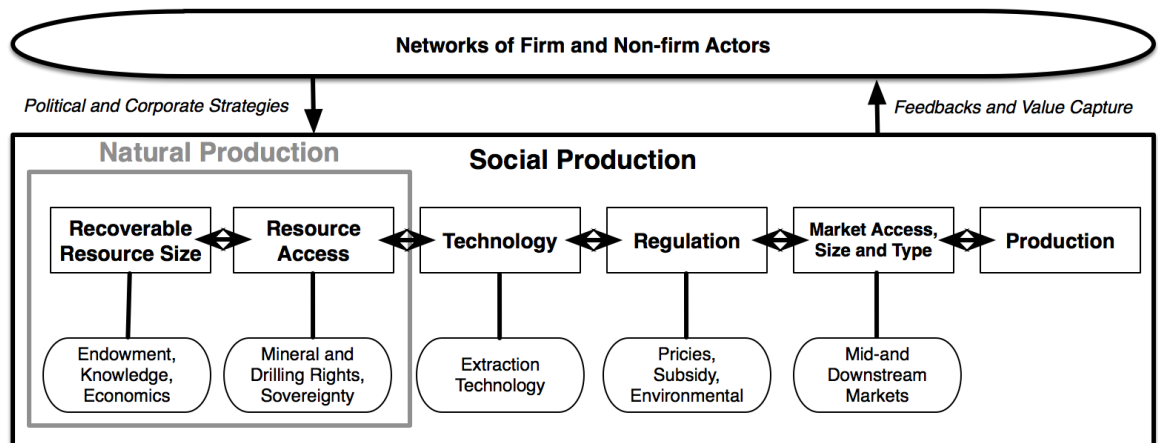 Networks of Firm and Non-firm Actors
Political and Corporate Strategies
Feedbacks and Value Capture
Natural Production
Social Production
Recoverable
Resource Size
Resource
Access
Technology
Regulation
Market Access,
Size and Type
Production
Endowment,
Knowledge,
Economics
Mineral and
Drilling Rights,
Sovereignty
Extraction
Technology
Pricies,
Subsidy,
Environmental
Mid-and
Downstream
Markets